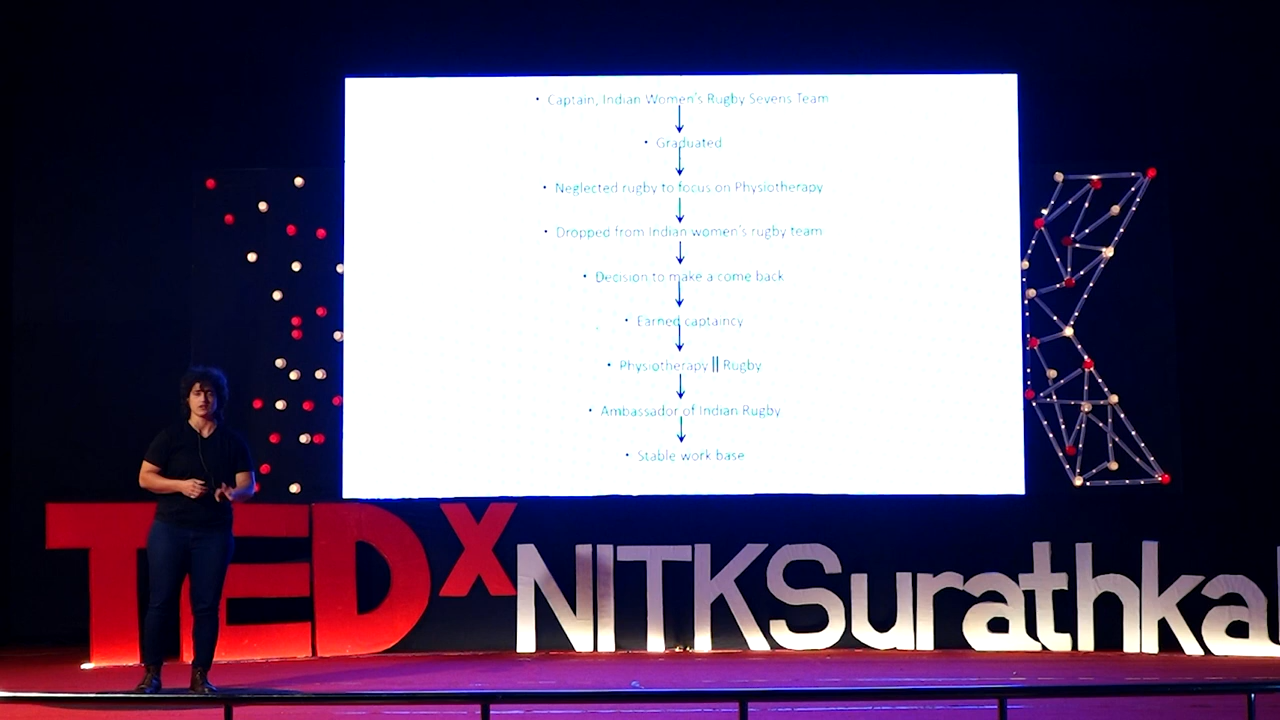 • Captain, Indian Women's Rugby Sevens Team
• Graduated
• Neglected rugby to focus on Physiotherapy
• Dropped from Indian women's rugby team
• Decision to make a come back
• Earned captaincy
• Physiotherapy || Rugby
• Ambassador of Indian Rugby
• Stable work base
TEDx NITKSurathkal